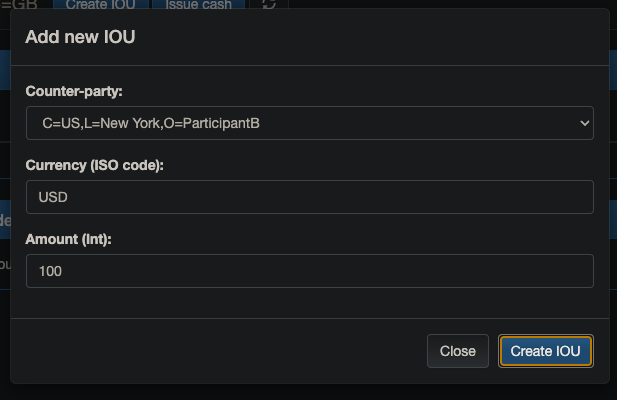 =GB Create IOU Issue cash
Add new IOU
Counter-party:
C=US,L=New York,O=ParticipantB
Currency (ISO code):
USD
Amount (Int):
100
Close Create IOU